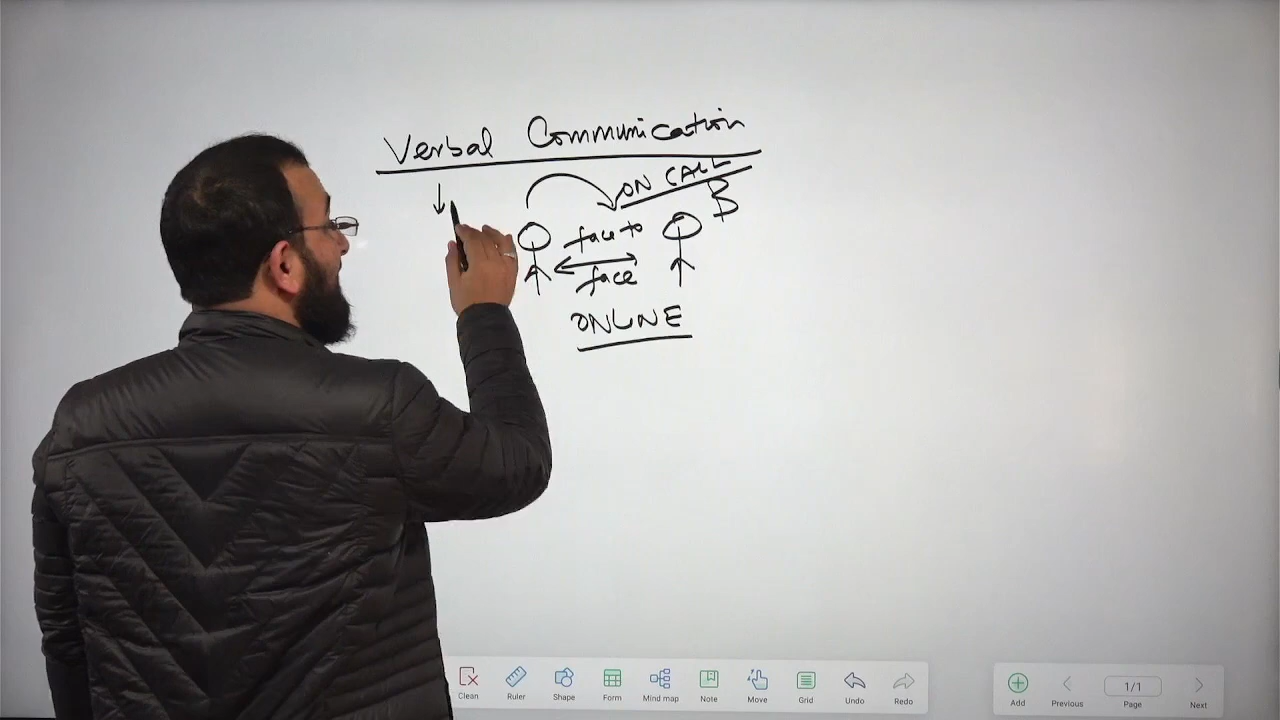 Verbal Communication
ON CALL
B
face to
face
ONLINE
Clean
Ruler
Shape
Form
Mind map
Note
Move
Grid
Undo
Redo
Add
Previous
1/1
Page
Next